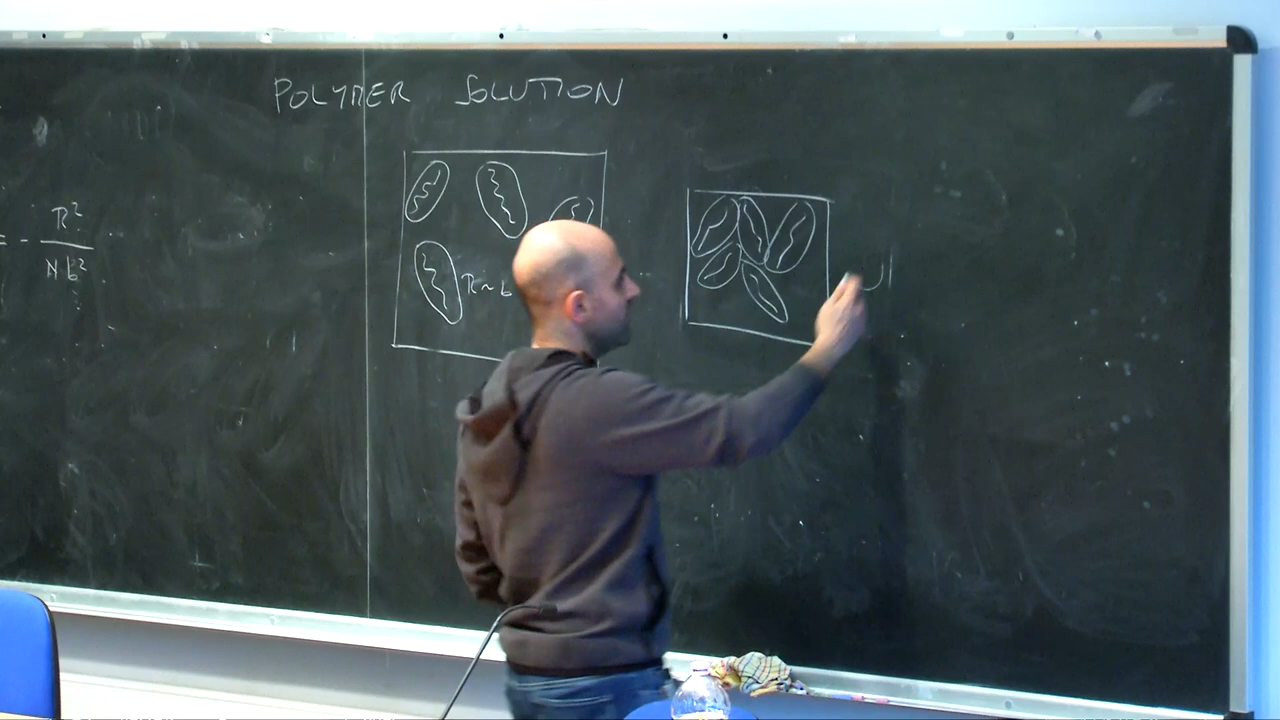 POLYMER SOLUTION
= - R²
N b²
R ~ b